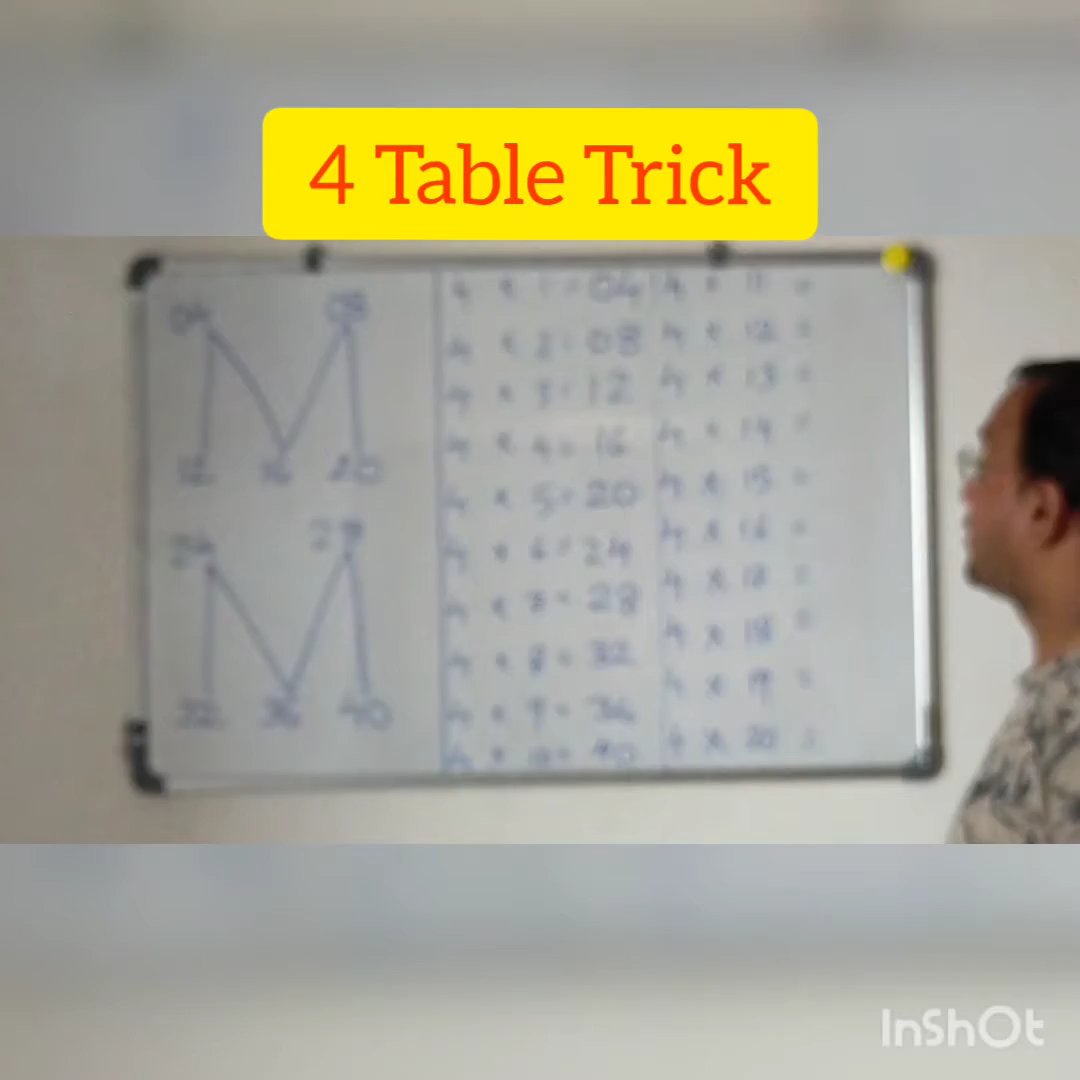 4 Table Trick
04 08
12 16 20
24 28
32 36 40
4 × 1 = 04
4 × 2 = 08
4 × 3 = 12
4 × 4 = 16
4 × 5 = 20
4 × 6 = 24
4 × 7 = 28
4 × 8 = 32
4 × 9 = 36
4 × 10 = 40
4 × 11 =
4 × 12 =
4 × 13 =
4 × 14 =
4 × 15 =
4 × 16 =
4 × 17 =
4 × 18 =
4 × 19 =
4 × 20 =
InShOt